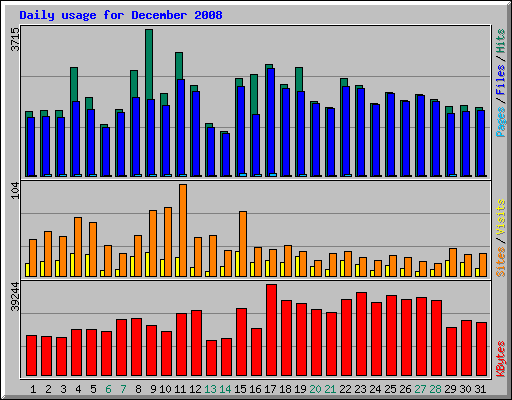 Daily usage for December 2008
3715
Pages / Files / Hits
104
Sites / Visits
39244
KBytes
1 2 3 4 5 6 7 8 9 10 11 12 13 14 15 16 17 18 19 20 21 22 23 24 25 26 27 28 29 30 31